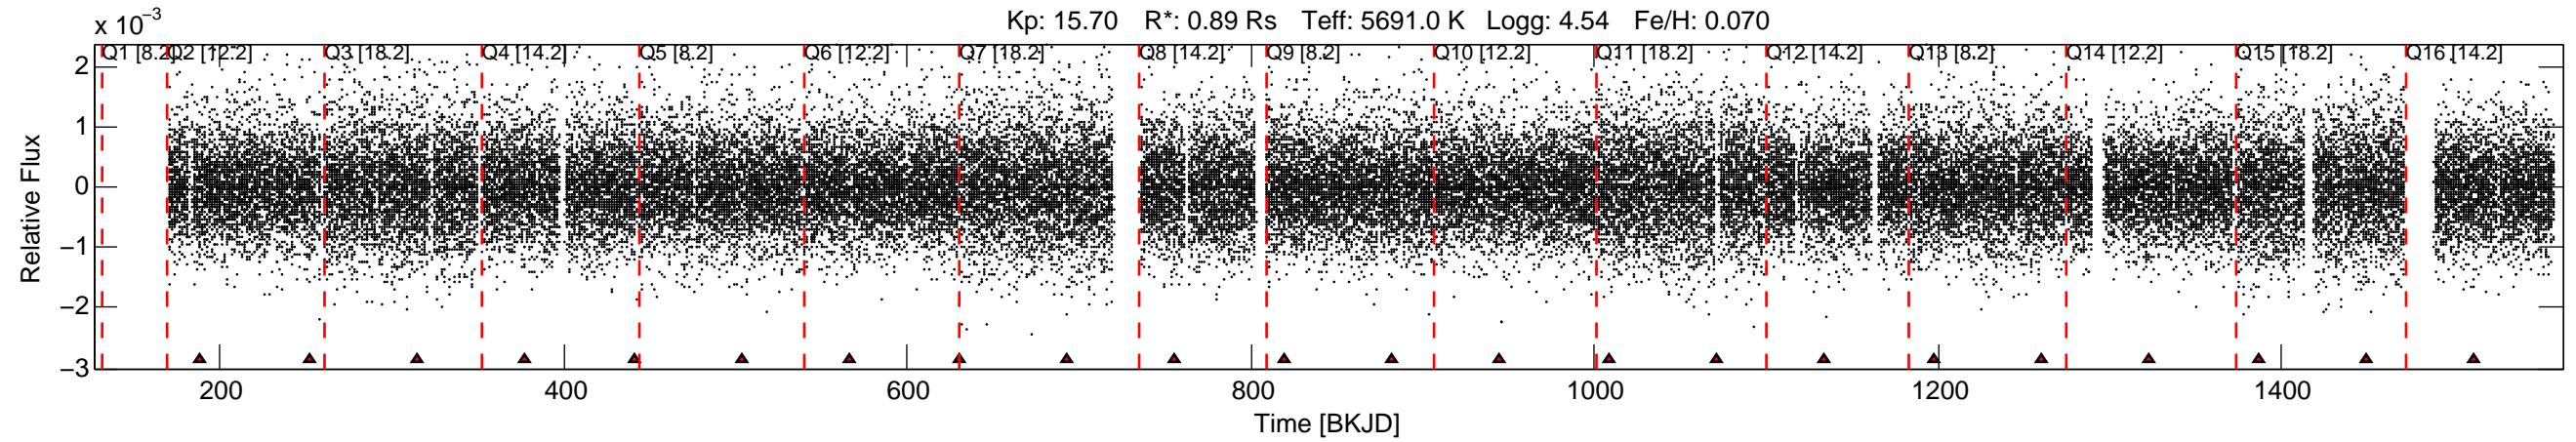 Kp: 15.70 R*: 0.89 Rs Teff: 5691.0 K Logg: 4.54 Fe/H: 0.070
x 10⁻³
Q1 [8.2] Q2 [12.2] Q3 [18.2] Q4 [14.2] Q5 [8.2] Q6 [12.2] Q7 [18.2] Q8 [14.2] Q9 [8.2] Q10 [12.2] Q11 [18.2] Q12 [14.2] Q13 [8.2] Q14 [12.2] Q15 [18.2] Q16 [14.2]
2
1
0
−1
−2
−3
Relative Flux
200 400 600 800 1000 1200 1400
Time [BKJD]